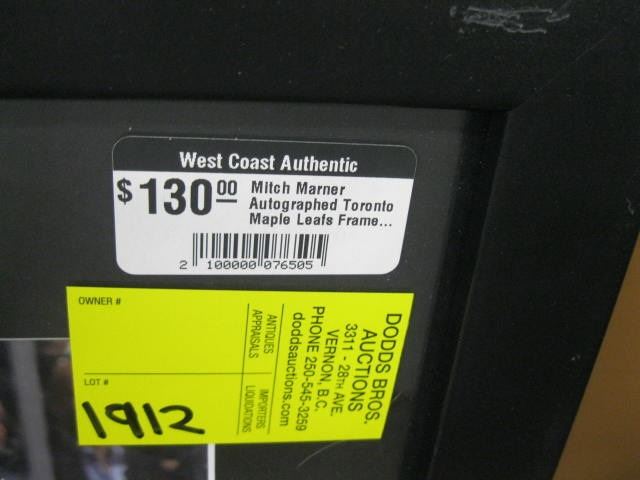 West Coast Authentic
$130.00 Mitch Marner
Autographed Toronto
Maple Leafs Frame...
2 100000 076505
OWNER #
LOT #
1912
ANTIQUES
APPRAISALS
IMPORTERS
LIQUIDATIONS
DODDS BROS.
AUCTIONS
3311 - 28TH AVE.
VERNON, B.C.
PHONE 250-545-3259
doddsauctions.com